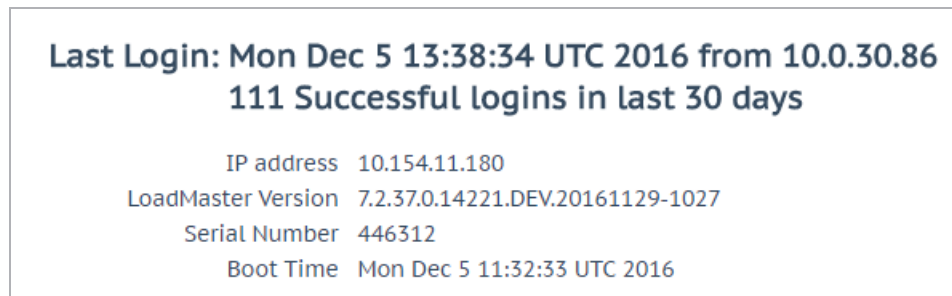 Last Login: Mon Dec 5 13:38:34 UTC 2016 from 10.0.30.86
111 Successful logins in last 30 days
IP address 10.154.11.180
LoadMaster Version 7.2.37.0.14221.DEV.20161129-1027
Serial Number 446312
Boot Time Mon Dec 5 11:32:33 UTC 2016